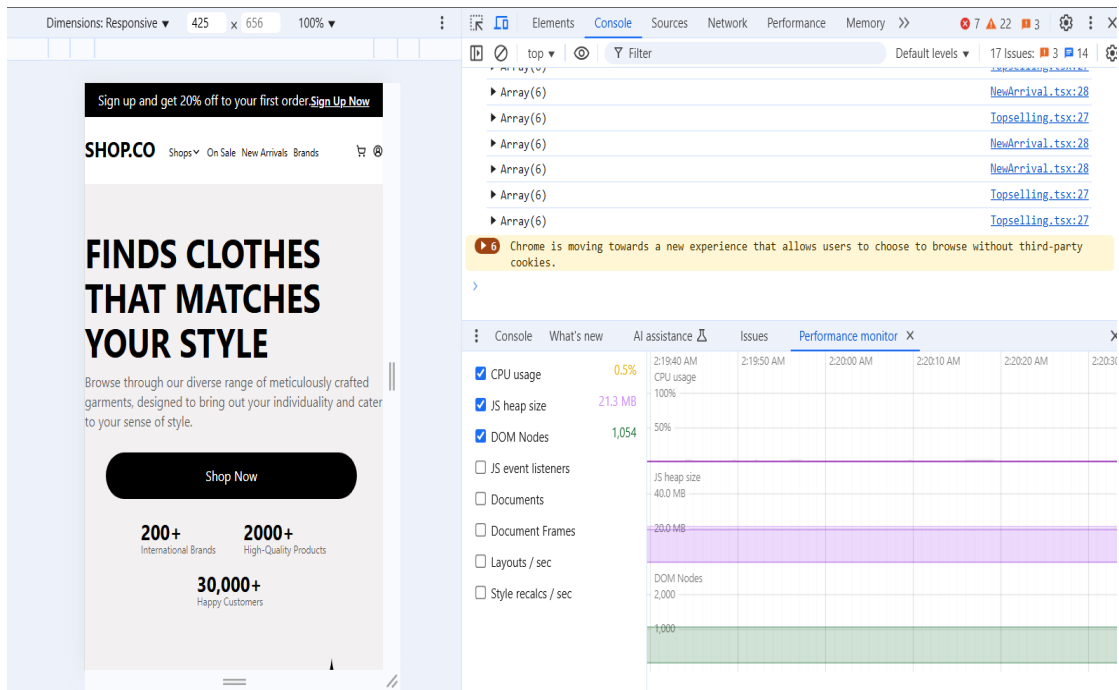 Dimensions: Responsive ▼ 425 x 656 100% ▼
Sign up and get 20% off to your first order.Sign Up Now
SHOP.CO Shops On Sale New Arrivals Brands
FINDS CLOTHES
THAT MATCHES
YOUR STYLE
Browse through our diverse range of meticulously crafted
garments, designed to bring out your individuality and cater
to your sense of style.
Shop Now
200+ 2000+
International Brands High-Quality Products
30,000+
Happy Customers
Elements Console Sources Network Performance Memory 7 22 3
top ▼ Filter Default levels ▼ 17 Issues: 3 14
Array(6) Topselling.tsx:27
Array(6) NewArrival.tsx:28
Array(6) Topselling.tsx:27
Array(6) NewArrival.tsx:28
Array(6) NewArrival.tsx:28
Array(6) Topselling.tsx:27
Array(6) Topselling.tsx:27
6 Chrome is moving towards a new experience that allows users to choose to browse without third-party
cookies.
Console What's new AI assistance Issues Performance monitor
CPU usage 0.5%
JS heap size 21.3 MB
DOM Nodes 1,054
JS event listeners
Documents
Document Frames
Layouts / sec
Style recalcs / sec
2:19:40 AM 2:19:50 AM 2:20:00 AM 2:20:10 AM 2:20:20 AM 2:20:30
CPU usage
100%
50%
JS heap size
40.0 MB
20.0 MB
DOM Nodes
2,000
1,000